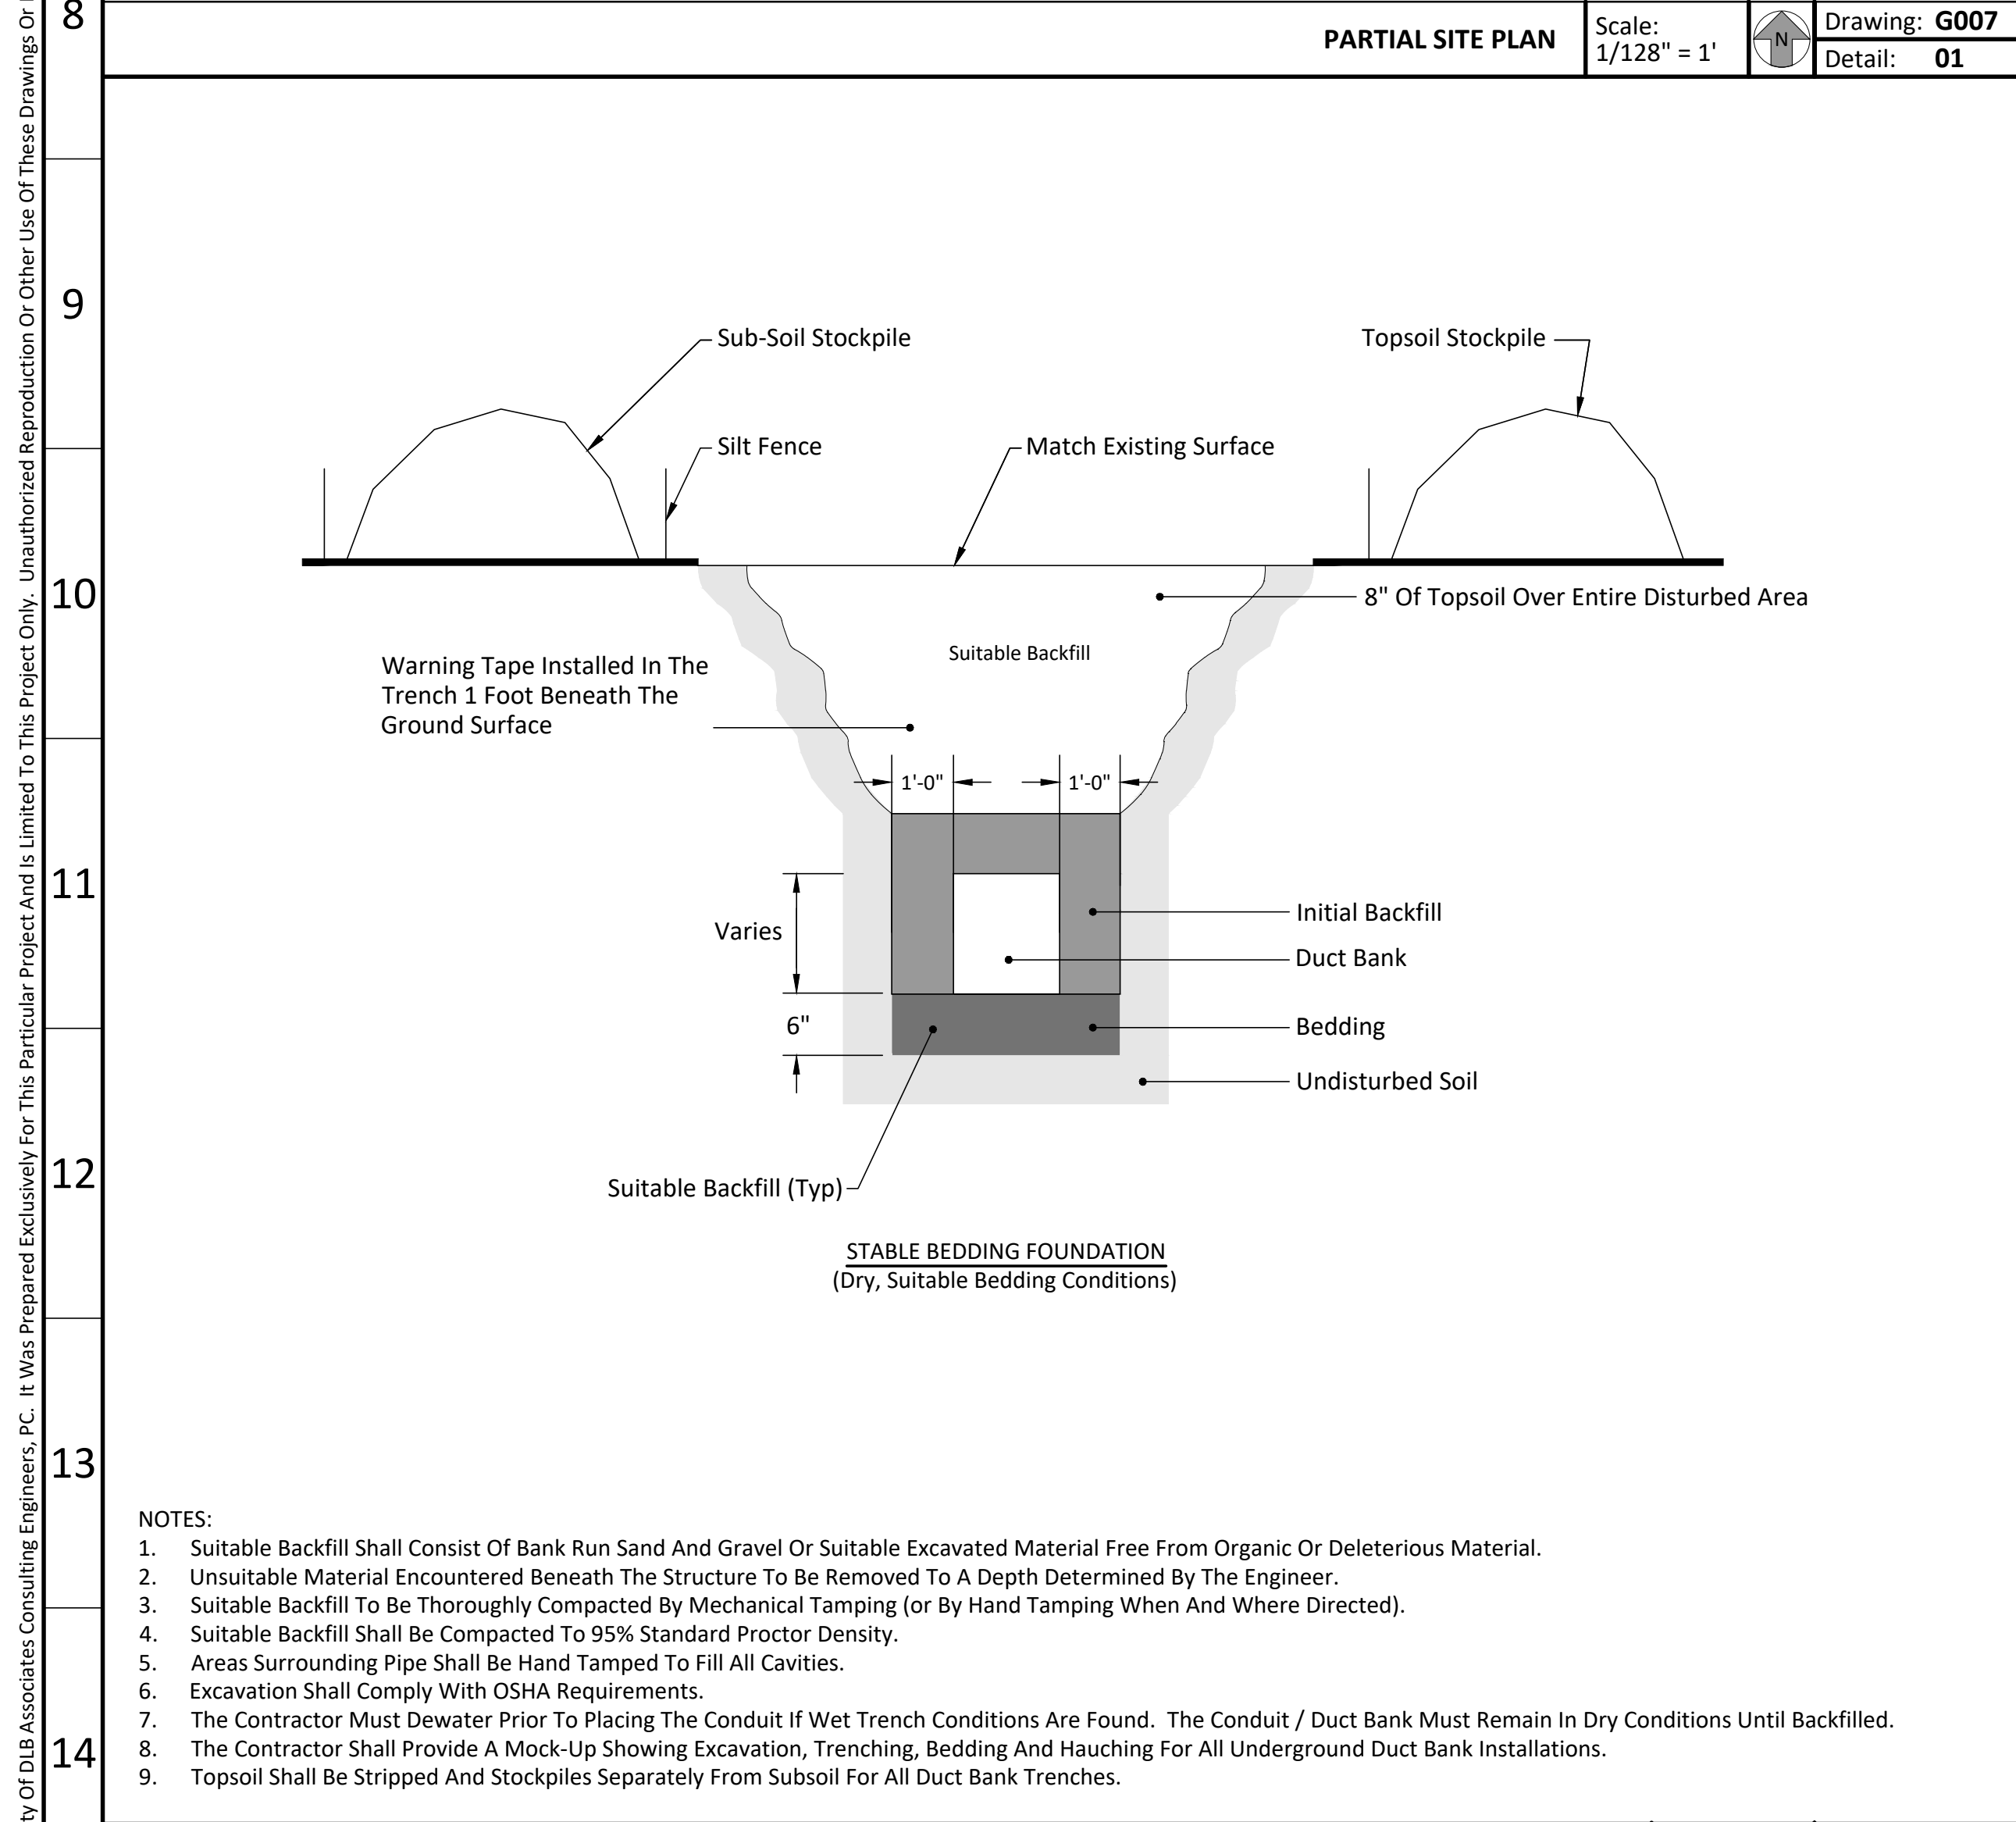 8
PARTIAL SITE PLAN
Scale:
1/128" = 1'
N
Drawing: G007
Detail: 01
9
Sub-Soil Stockpile
Topsoil Stockpile
Silt Fence
Match Existing Surface
10
8" Of Topsoil Over Entire Disturbed Area
Suitable Backfill
Warning Tape Installed In The
Trench 1 Foot Beneath The
Ground Surface
1'-0"
1'-0"
11
Varies
Initial Backfill
Duct Bank
6"
Bedding
Undisturbed Soil
12
Suitable Backfill (Typ)
STABLE BEDDING FOUNDATION
(Dry, Suitable Bedding Conditions)
13
NOTES:
1. Suitable Backfill Shall Consist Of Bank Run Sand And Gravel Or Suitable Excavated Material Free From Organic Or Deleterious Material.
2. Unsuitable Material Encountered Beneath The Structure To Be Removed To A Depth Determined By The Engineer.
3. Suitable Backfill To Be Thoroughly Compacted By Mechanical Tamping (or By Hand Tamping When And Where Directed).
4. Suitable Backfill Shall Be Compacted To 95% Standard Proctor Density.
5. Areas Surrounding Pipe Shall Be Hand Tamped To Fill All Cavities.
6. Excavation Shall Comply With OSHA Requirements.
7. The Contractor Must Dewater Prior To Placing The Conduit If Wet Trench Conditions Are Found. The Conduit / Duct Bank Must Remain In Dry Conditions Until Backfilled.
8. The Contractor Shall Provide A Mock-Up Showing Excavation, Trenching, Bedding And Hauching For All Underground Duct Bank Installations.
9. Topsoil Shall Be Stripped And Stockpiles Separately From Subsoil For All Duct Bank Trenches.
14
ty Of DLB Associates Consulting Engineers, PC. It Was Prepared Exclusively For This Particular Project And Is Limited To This Project Only. Unauthorized Reproduction Or Other Use Of These Drawings Or